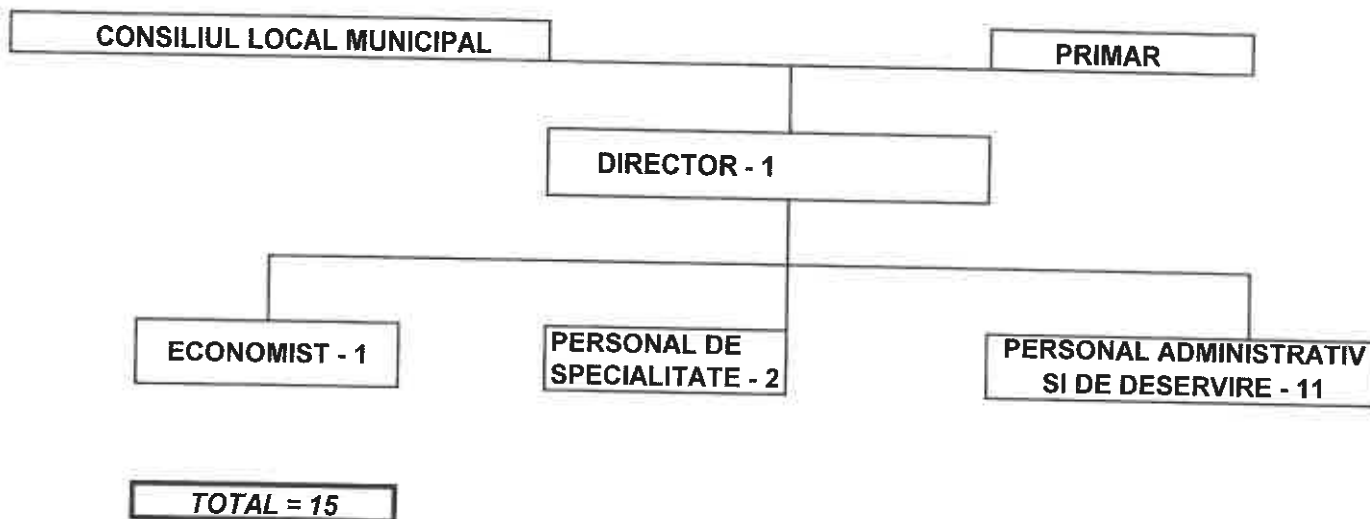 CONSILIUL LOCAL MUNICIPAL
PRIMAR
DIRECTOR - 1
ECONOMIST - 1
PERSONAL DE
SPECIALITATE - 2
PERSONAL ADMINISTRATIV
SI DE DESERVIRE - 11
TOTAL = 15